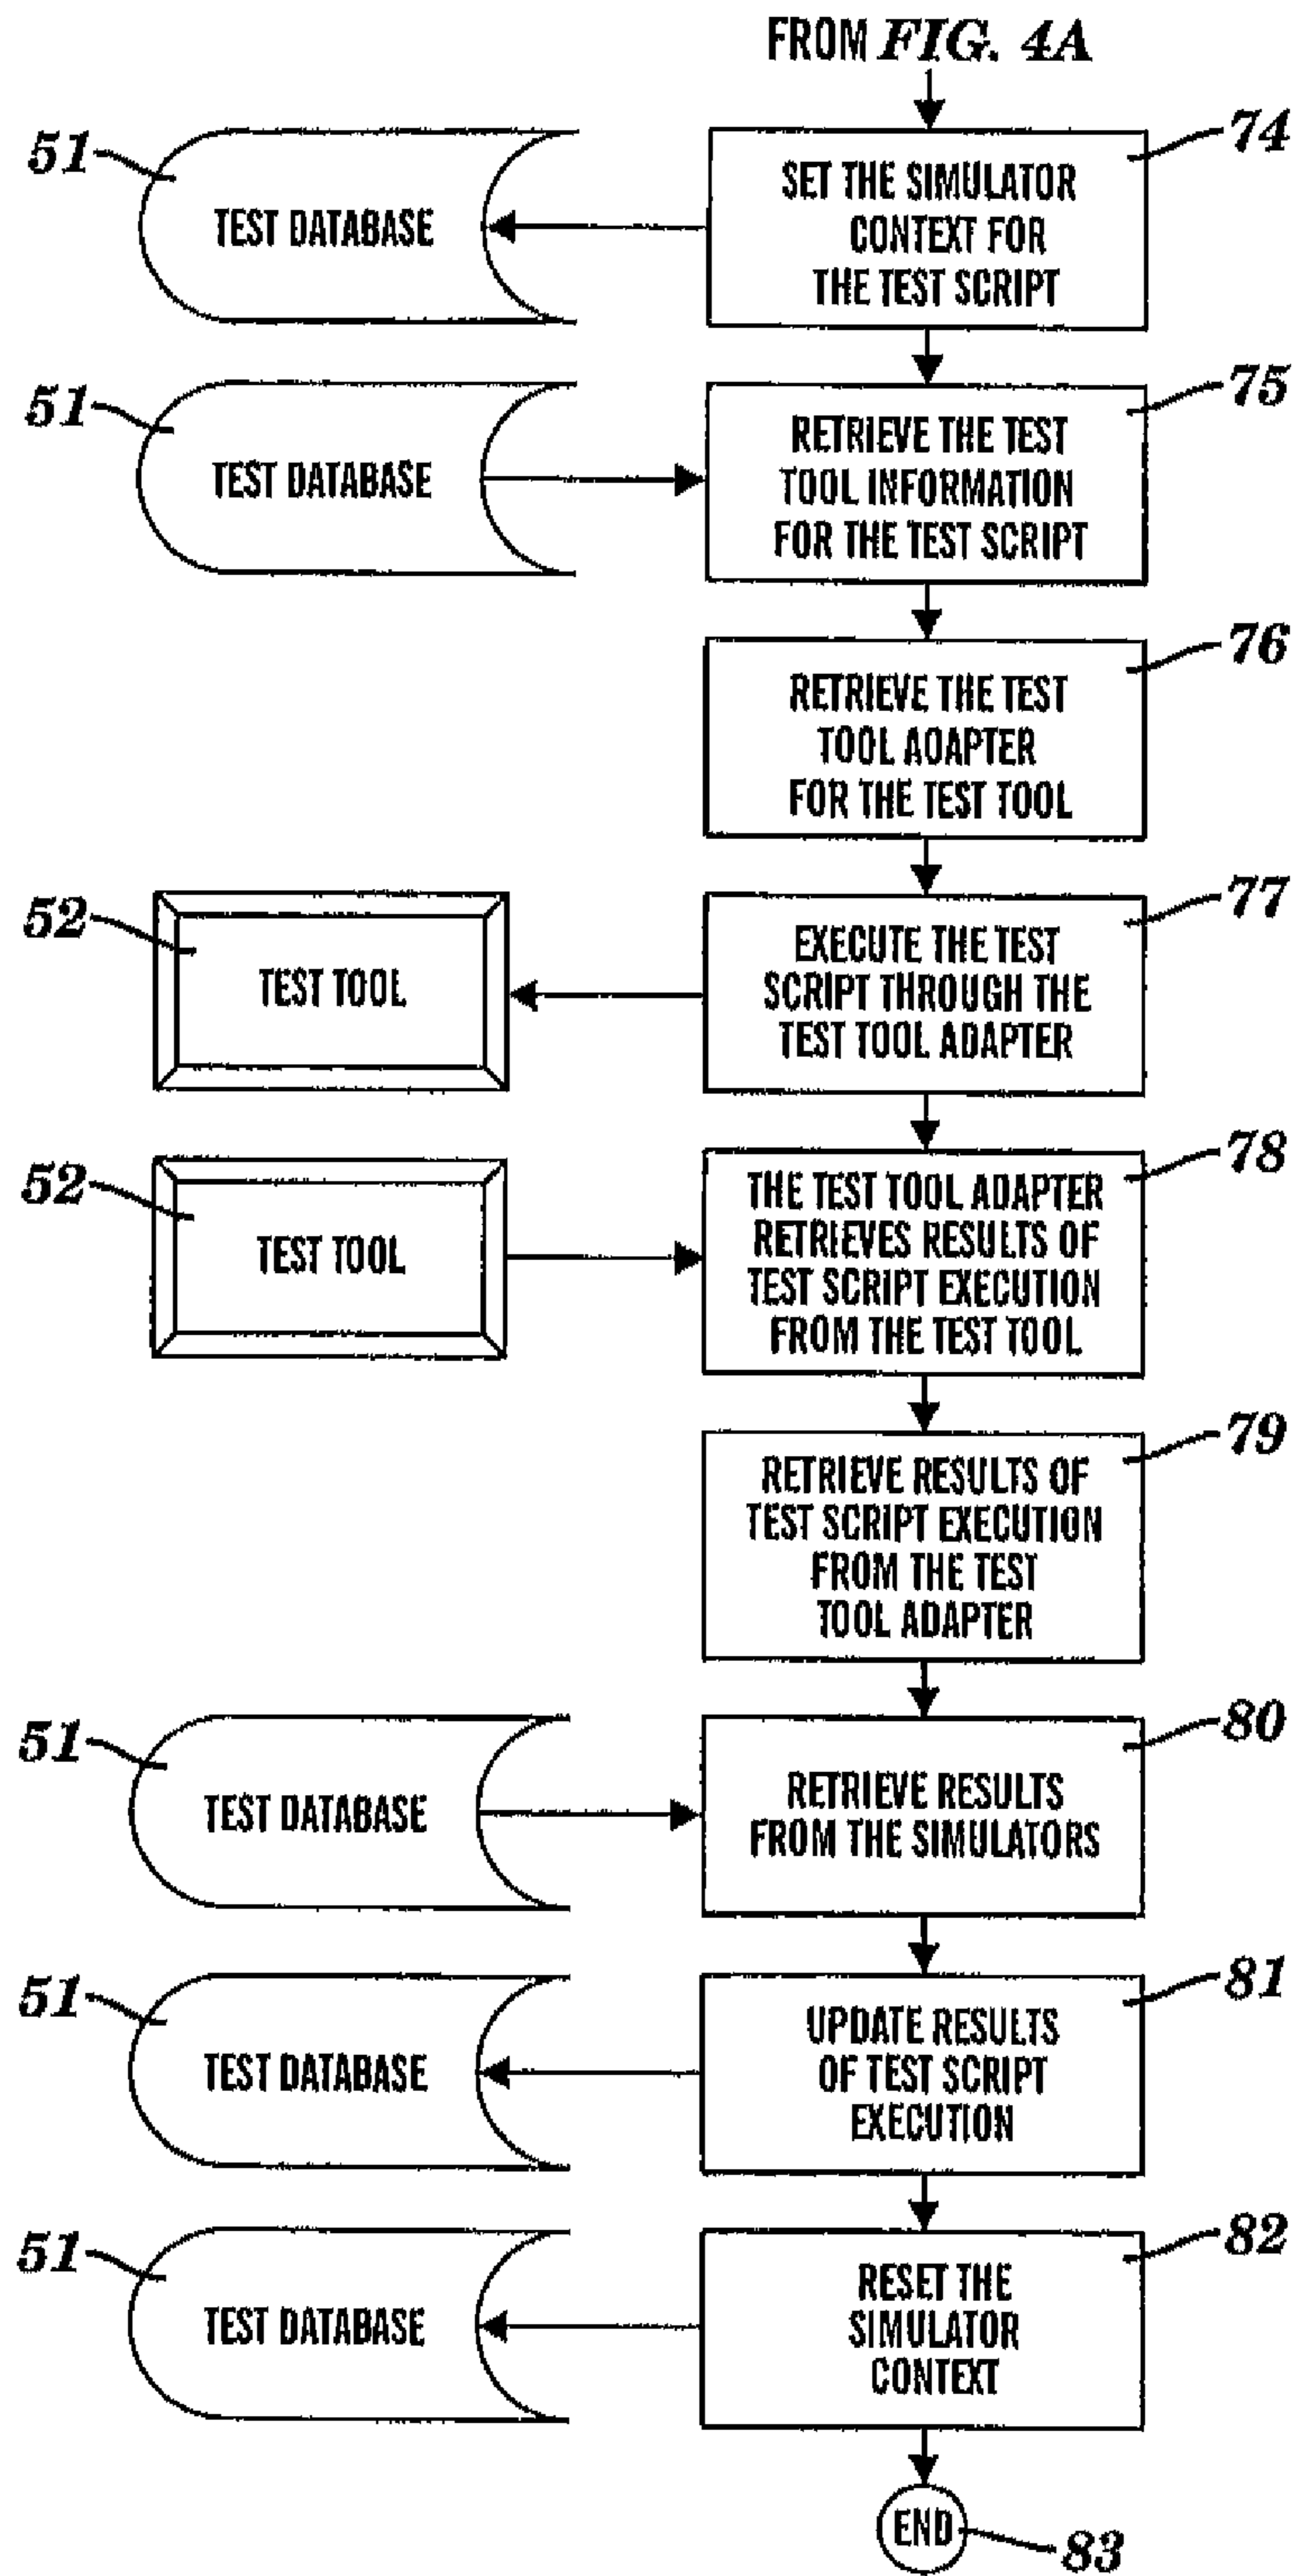 FROM FIG. 4A
51
TEST DATABASE
74
SET THE SIMULATOR
CONTEXT FOR
THE TEST SCRIPT
51
TEST DATABASE
75
RETRIEVE THE TEST
TOOL INFORMATION
FOR THE TEST SCRIPT
76
RETRIEVE THE TEST
TOOL ADAPTER
FOR THE TEST TOOL
52
TEST TOOL
77
EXECUTE THE TEST
SCRIPT THROUGH THE
TEST TOOL ADAPTER
52
TEST TOOL
78
THE TEST TOOL ADAPTER
RETRIEVES RESULTS OF
TEST SCRIPT EXECUTION
FROM THE TEST TOOL
79
RETRIEVE RESULTS OF
TEST SCRIPT EXECUTION
FROM THE TEST
TOOL ADAPTER
51
TEST DATABASE
80
RETRIEVE RESULTS
FROM THE SIMULATORS
51
TEST DATABASE
81
UPDATE RESULTS
OF TEST SCRIPT
EXECUTION
51
TEST DATABASE
82
RESET THE
SIMULATOR
CONTEXT
END
83